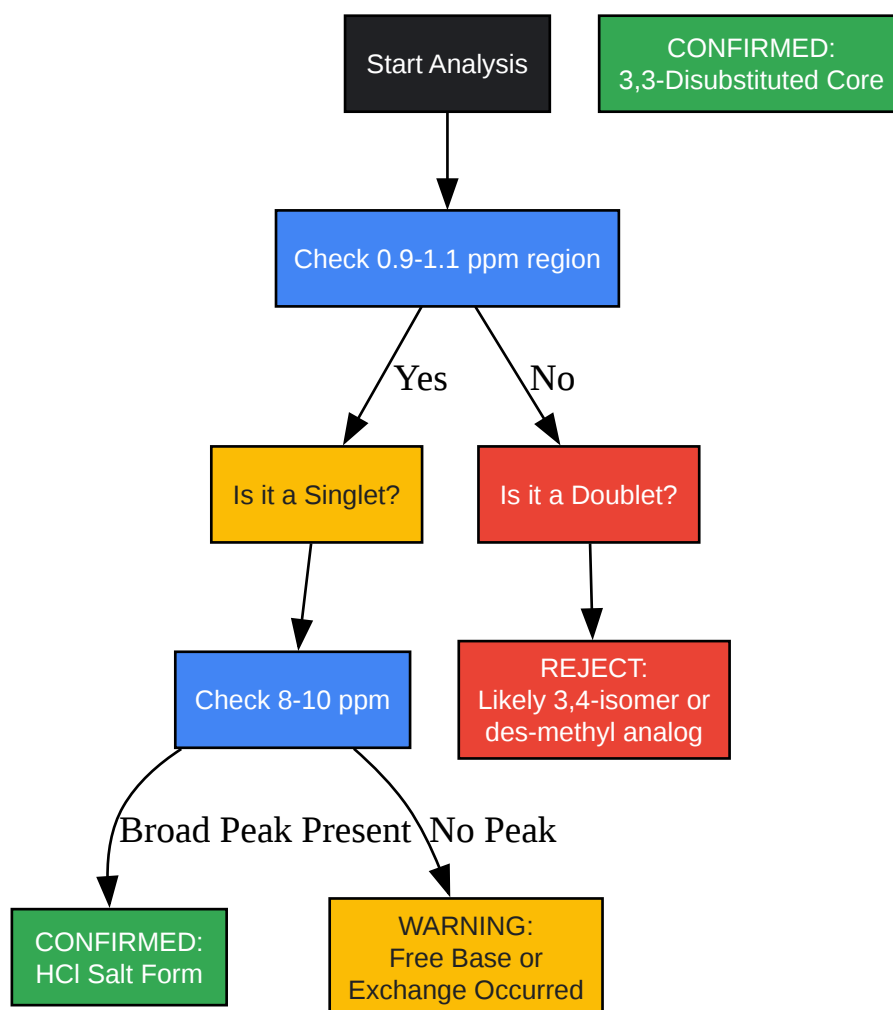 Start Analysis
CONFIRMED:
3,3-Disubstituted Core
Check 0.9-1.1 ppm region
Yes
No
Is it a Singlet?
Is it a Doublet?
Check 8-10 ppm
REJECT:
Likely 3,4-isomer or
des-methyl analog
Broad Peak Present
No Peak
CONFIRMED:
HCl Salt Form
WARNING:
Free Base or
Exchange Occurred